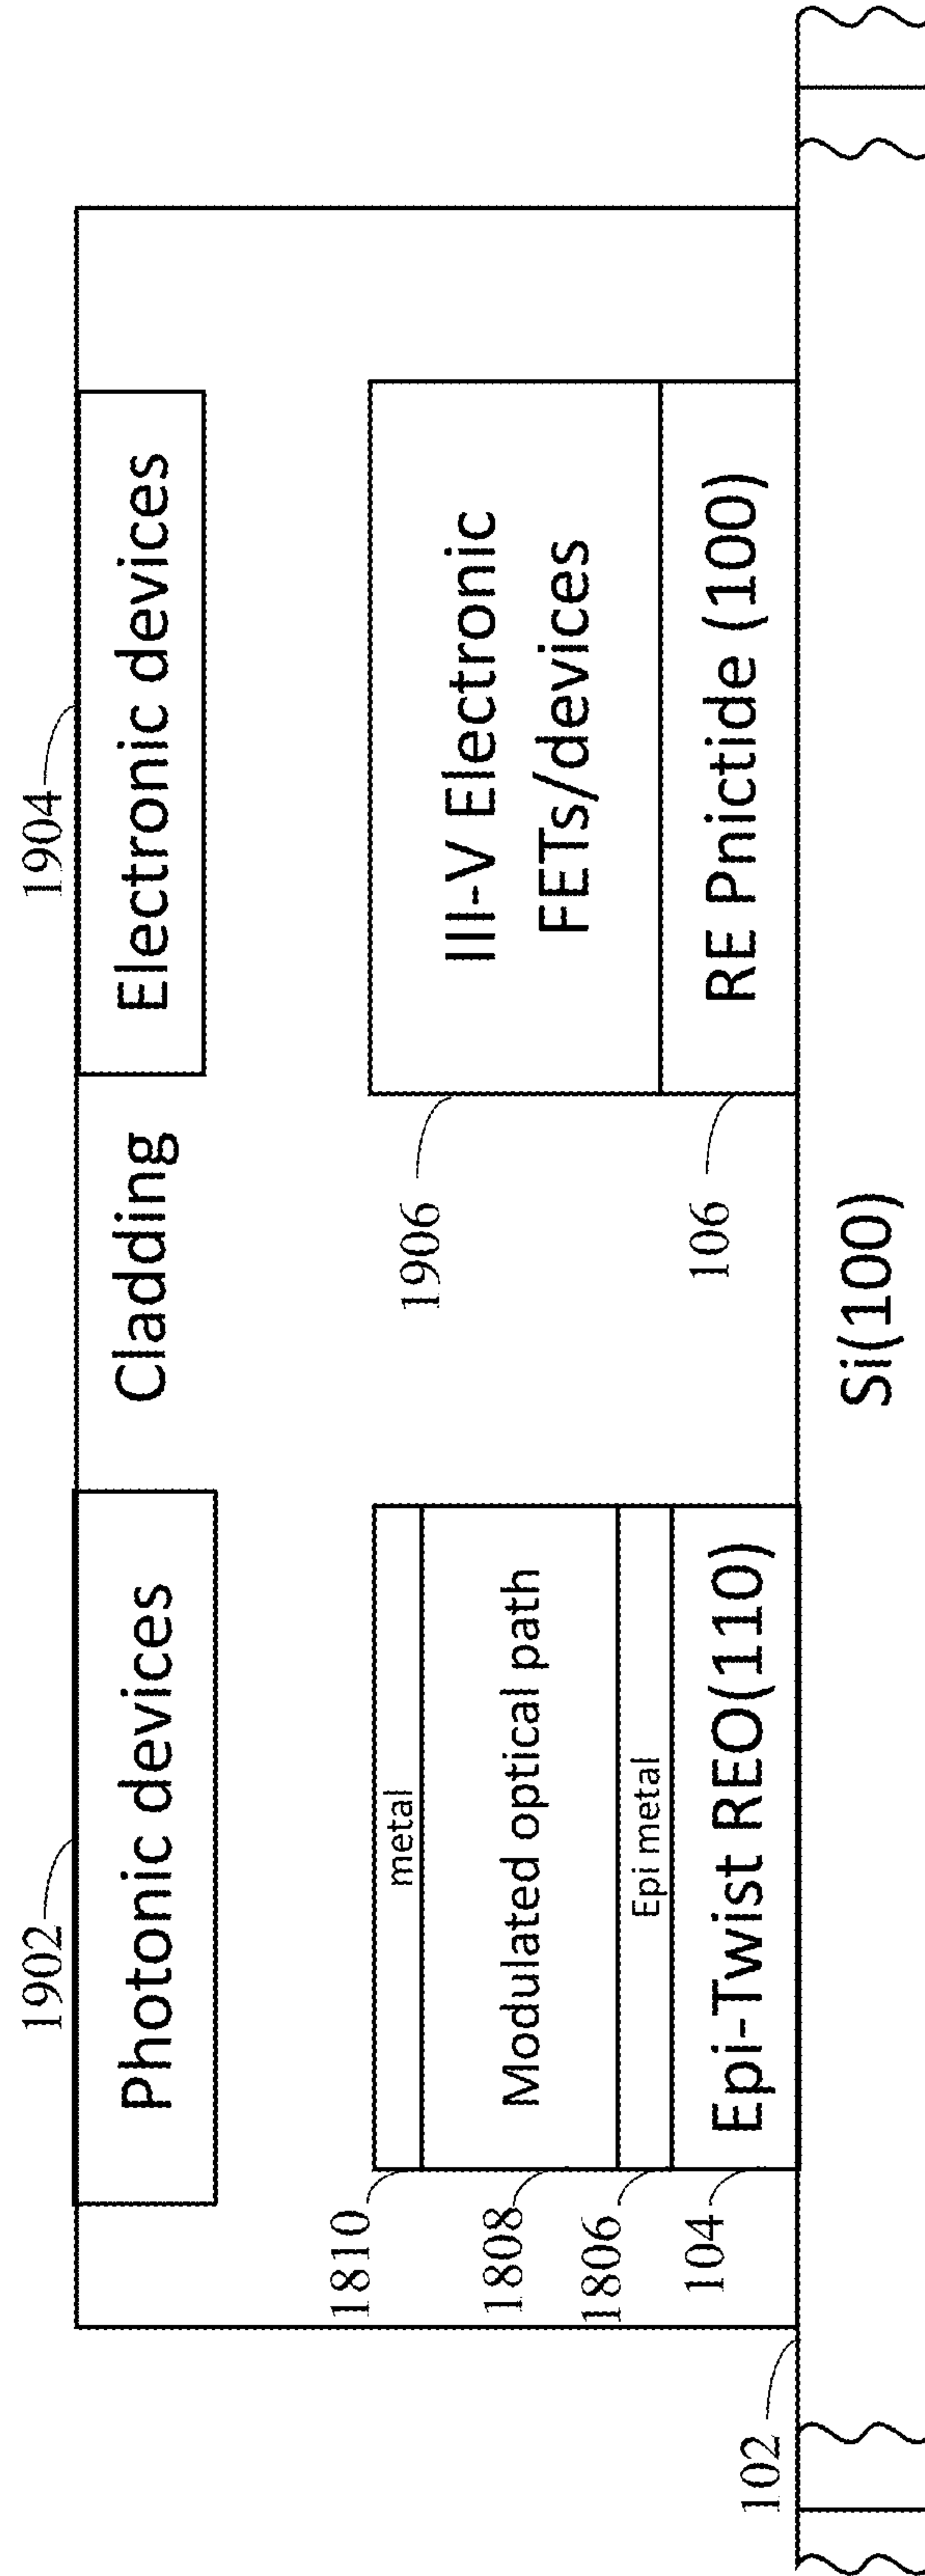 1902
1904
Photonic devices
Cladding
Electronic devices
1810
metal
1808
Modulated optical path
1806
Epi metal
104
Epi-Twist REO(110)
1906
III-V Electronic
FETs/devices
106
RE Pnictide (100)
102
Si(100)